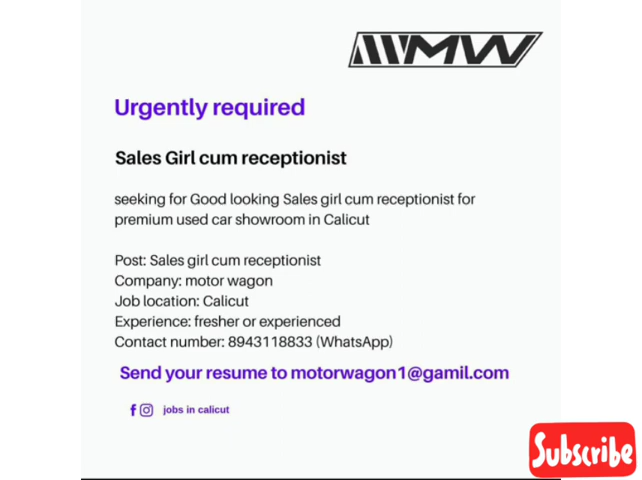 MW
Urgently required
Sales Girl cum receptionist
seeking for Good looking Sales girl cum receptionist for
premium used car showroom in Calicut
Post: Sales girl cum receptionist
Company: motor wagon
Job location: Calicut
Experience: fresher or experienced
Contact number: 8943118833 (WhatsApp)
Send your resume to motorwagon1@gamil.com
jobs in calicut
Subscribe